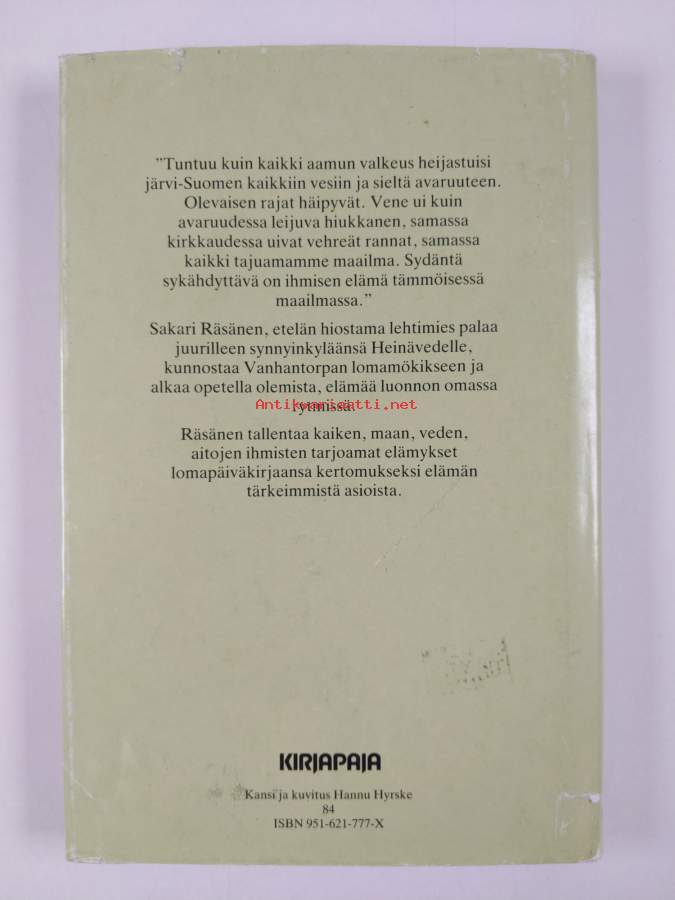 ”Tuntuu kuin kaikki aamun valkeus heijastuisi
järvi-Suomen kaikkiin vesiin ja sieltä avaruuteen.
Olevaisen rajat häipyvät. Vene ui kuin
avaruudessa leijuva hiukkanen, samassa
kirkkaudessa uivat vehreät rannat, samassa
kaikki tajuamamme maailma. Sydäntä
sykähdyttävä on ihmisen elämä tämmöisessä
maailmassa.”
Sakari Räsänen, etelän hiostama lehtimies palaa
juurilleen synnyinkyläänsä Heinävedelle,
kunnostaa Vanhantorpan lomamökikseen ja
alkaa opetella olemista, elämää luonnon omassa
rytmissä.
Antikvariaatti.net
Räsänen tallentaa kaiken, maan, veden,
aitojen ihmisten tarjoamat elämykset
lomapäiväkirjaansa kertomukseksi elämän
tärkeimmistä asioista.
KIRJAPAJA
Kansi ja kuvitus Hannu Hyrske
84
ISBN 951-621-777-X